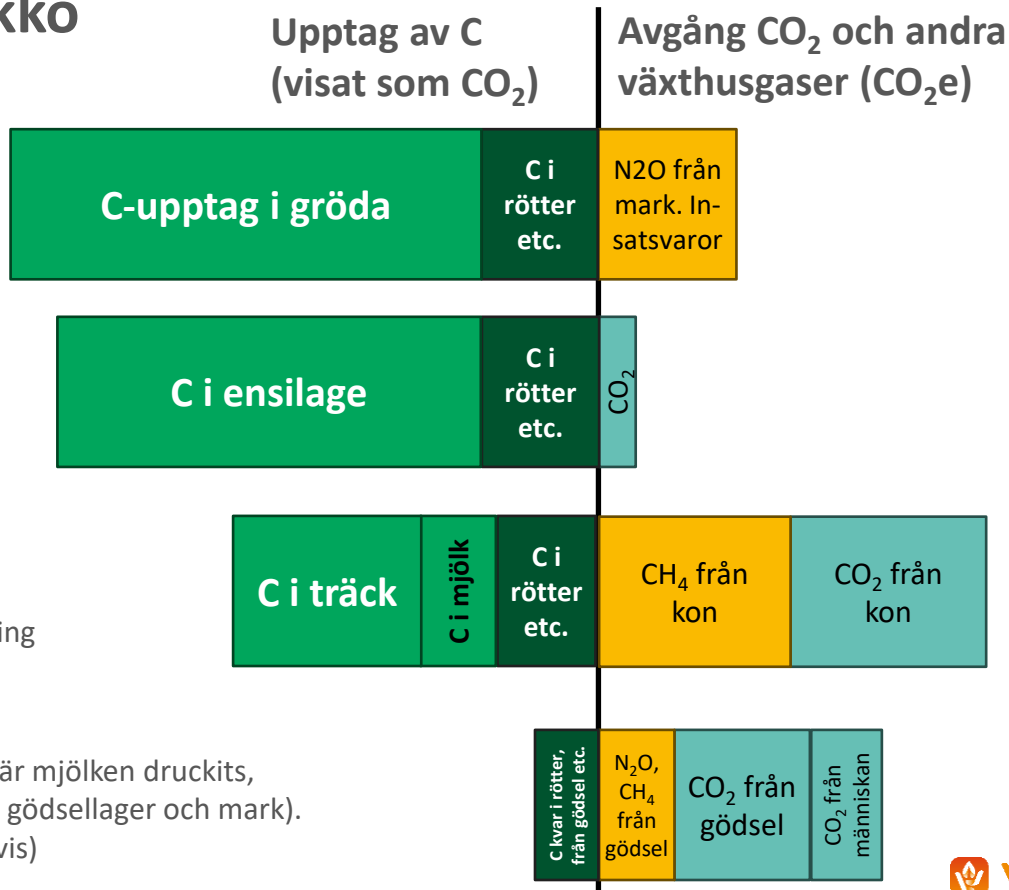 kko
Upptag av C
(visat som CO₂)
Avgång CO₂ och andra
växthusgaser (CO₂e)
C-upptag i gröda
C i
rötter
etc.
N2O från
mark. In-
satsvaror
C i ensilage
C i
rötter
etc.
CO₂
C i träck
C i mjölk
C i
rötter
etc.
CH₄ från
kon
CO₂ från
kon
ing
är mjölken druckits,
gödsellager och mark).
vis)
C kvar i rötter,
från gödsel etc.
N₂O,
CH₄
från
gödsel
CO₂ från
gödsel
CO₂ från
människan